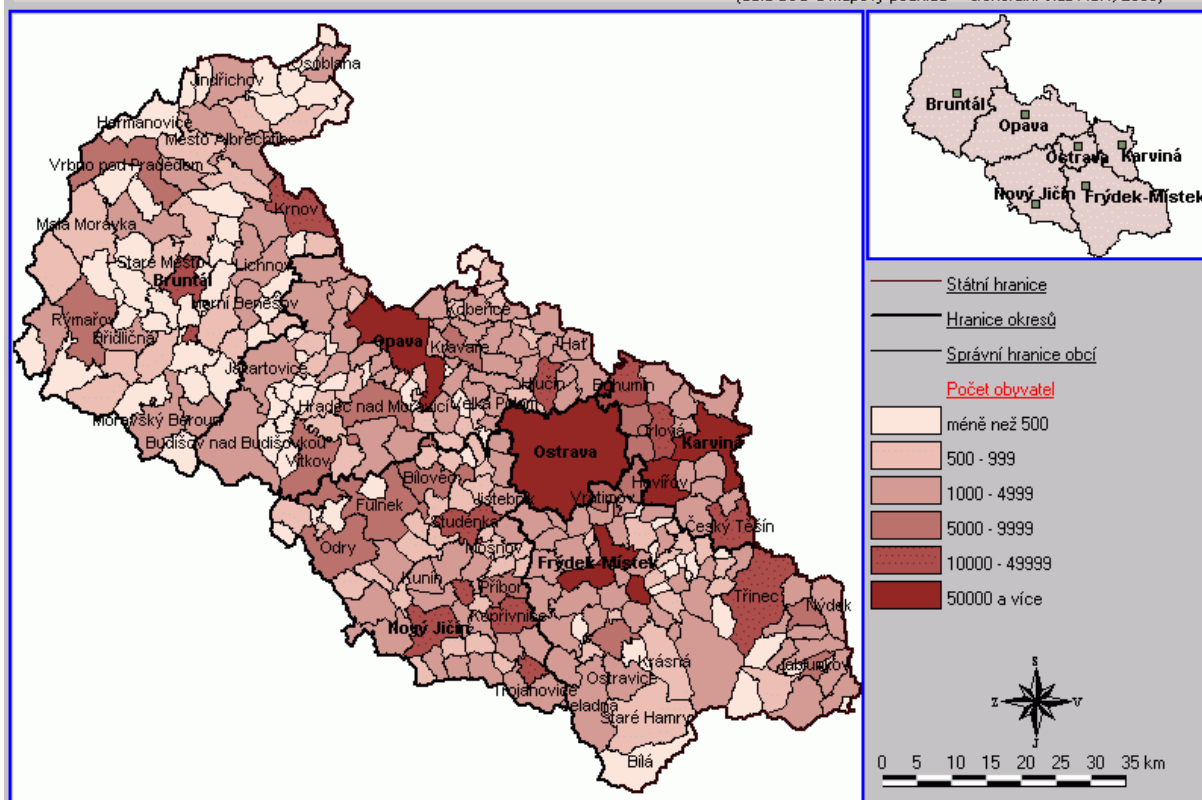 Osoblaha
Jindřichov
Heřmanovice
Město Albrechtice
Vrbno pod Pradědem
Krnov
Malá Morávka
Staré Město
Lichnov
Bruntál
Horní Benešov
Rýmařov
Břidličná
Kobeřice
Opava
Kravaře
Hať
Jakartovice
Hlučín
Bohumín
Hradec nad Moravicí
Velká Polom
Moravský Beroun
Budišov nad Budišovkou
Vítkov
Orlová
Karviná
Ostrava
Bílovec
Havířov
Jistebník
Vratimov
Fulnek
Studénka
Český Těšín
Odry
Mošnov
Frýdek-Místek
Kunín
Příbor
Třinec
Nýdek
Kopřivnice
Nový Jičín
Krásná
Jablunkov
Ostravice
Trojanovice
Čeladná
Staré Hamry
Bílá
Bruntál
Opava
Ostrava
Karviná
Nový Jičín
Frýdek-Místek
Státní hranice
Hranice okresů
Správní hranice obcí
Počet obyvatel
méně než 500
500 - 999
1000 - 4999
5000 - 9999
10000 - 49999
50000 a více
S
Z V
J
0 5 10 15 20 25 30 35 km